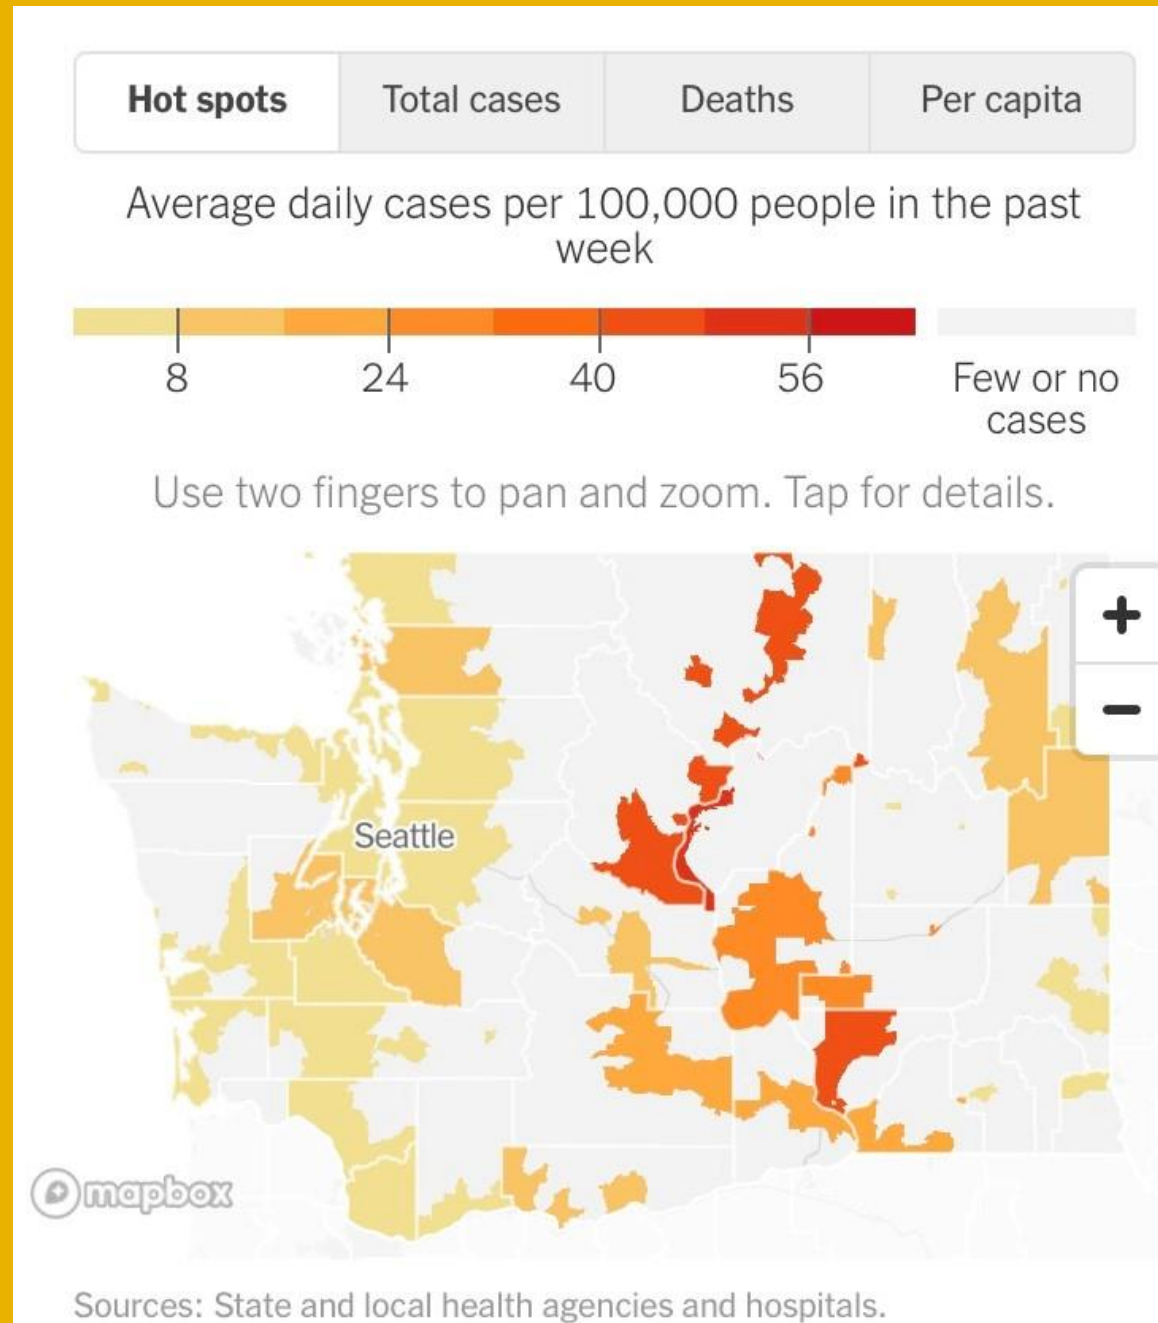 Hot spots
Total cases
Deaths
Per capita
Average daily cases per 100,000 people in the past
week
8
24
40
56
Few or no
cases
Use two fingers to pan and zoom. Tap for details.
+
−
Seattle
mapbox
Sources: State and local health agencies and hospitals.